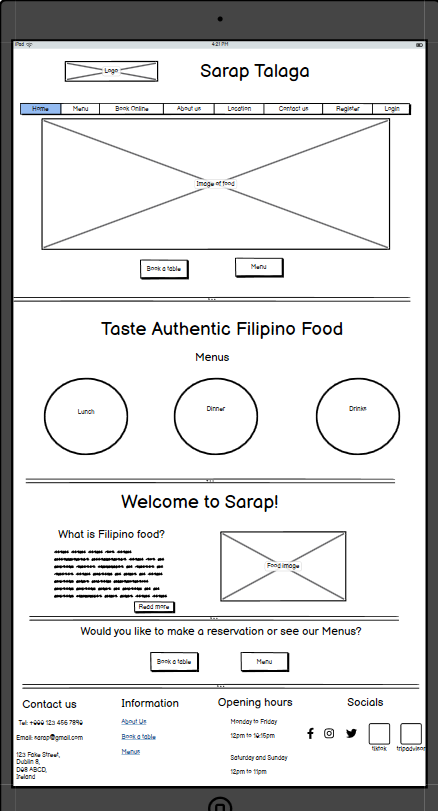 iPad
4:21 PM
Logo
Sarap Talaga
Home Menu Book Online About us Location Contact us Register Login
Image of food
Book a table Menu
Taste Authentic Filipino Food
Menus
Lunch Dinner Drinks
Welcome to Sarap!
What is Filipino food?
Food image
Read more
Would you like to make a reservation or see our Menus?
Book a table Menu
Contact us Information Opening hours Socials
Tel: +999 123 456 7890
Email: sarap@gmail.com
123 Fake Street,
Dublin 8,
D08 ABCD,
Ireland
About Us
Book a table
Menus
Monday to Friday
12pm to 10:15pm
Saturday and Sunday
12pm to 11pm
tiktok tripadvisor